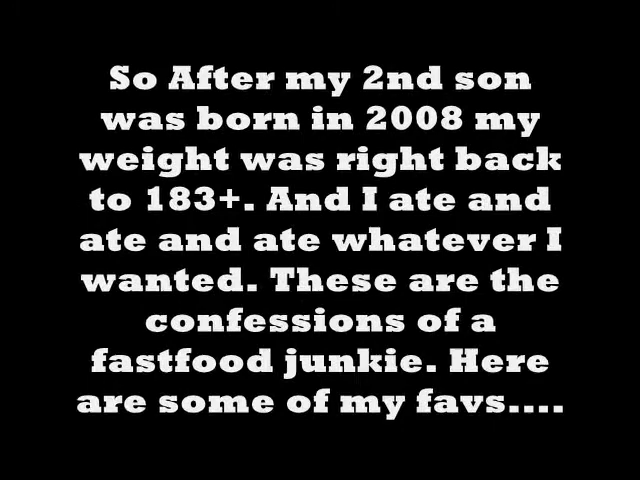 So After my 2nd son
was born in 2008 my
weight was right back
to 183+. And I ate and
ate and ate whatever I
wanted. These are the
confessions of a
fastfood junkie. Here
are some of my favs....